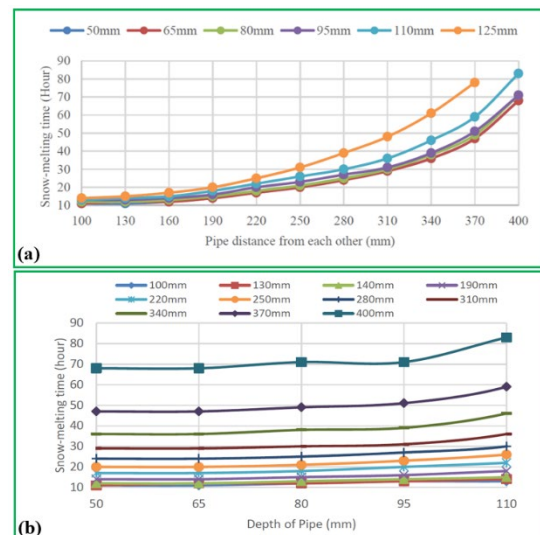 50mm 65mm 80mm 95mm 110mm 125mm
90
80
70
60
50
40
30
20
10
Snow-melting time (Hour)
100 130 160 190 220 250 280 310 340 370 400
Pipe distance from each other (mm)
(a)
100mm 130mm 140mm 190mm
220mm 250mm 280mm 310mm
340mm 370mm 400mm
90
80
70
60
50
40
30
20
10
Snow-melting time (hour)
50 65 80 95 110
Depth of Pipe (mm)
(b)